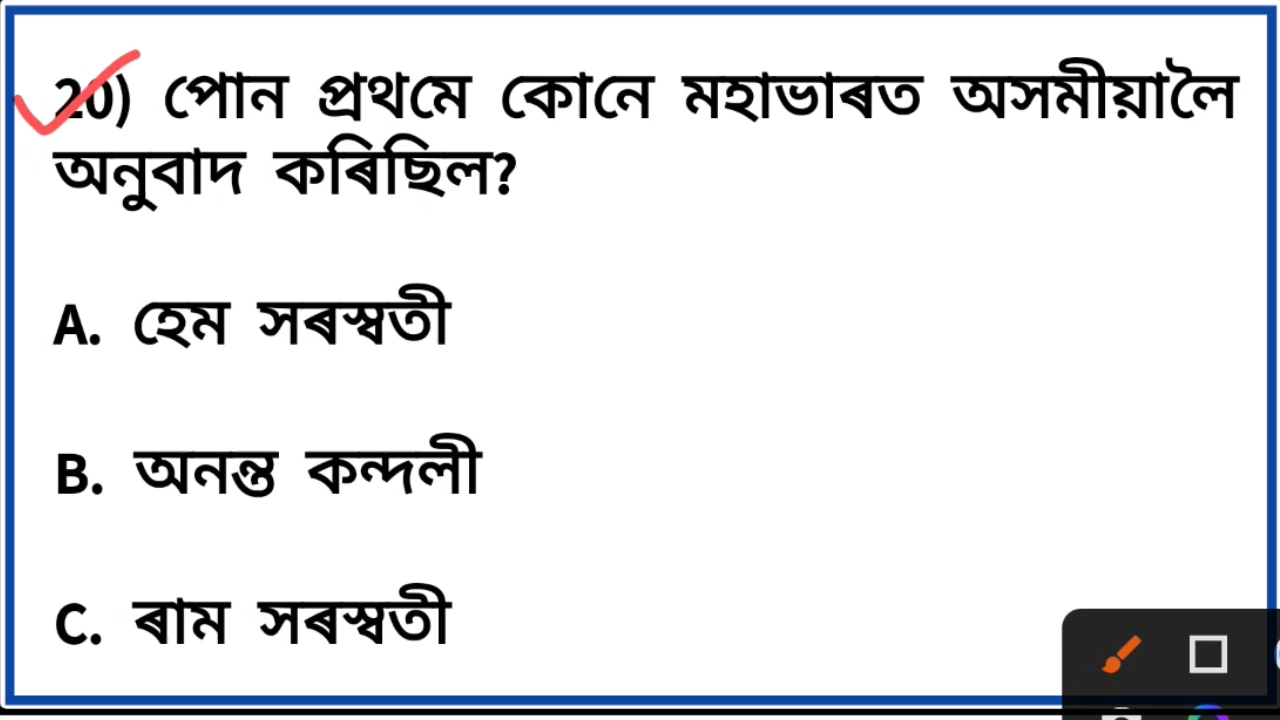 20) পোন প্ৰথমে কোনে মহাভাৰত অসমীয়ালৈ
অনুবাদ কৰিছিল?
A. হেম সৰস্বতী
B. অনন্ত কন্দলী
C. ৰাম সৰস্বতী